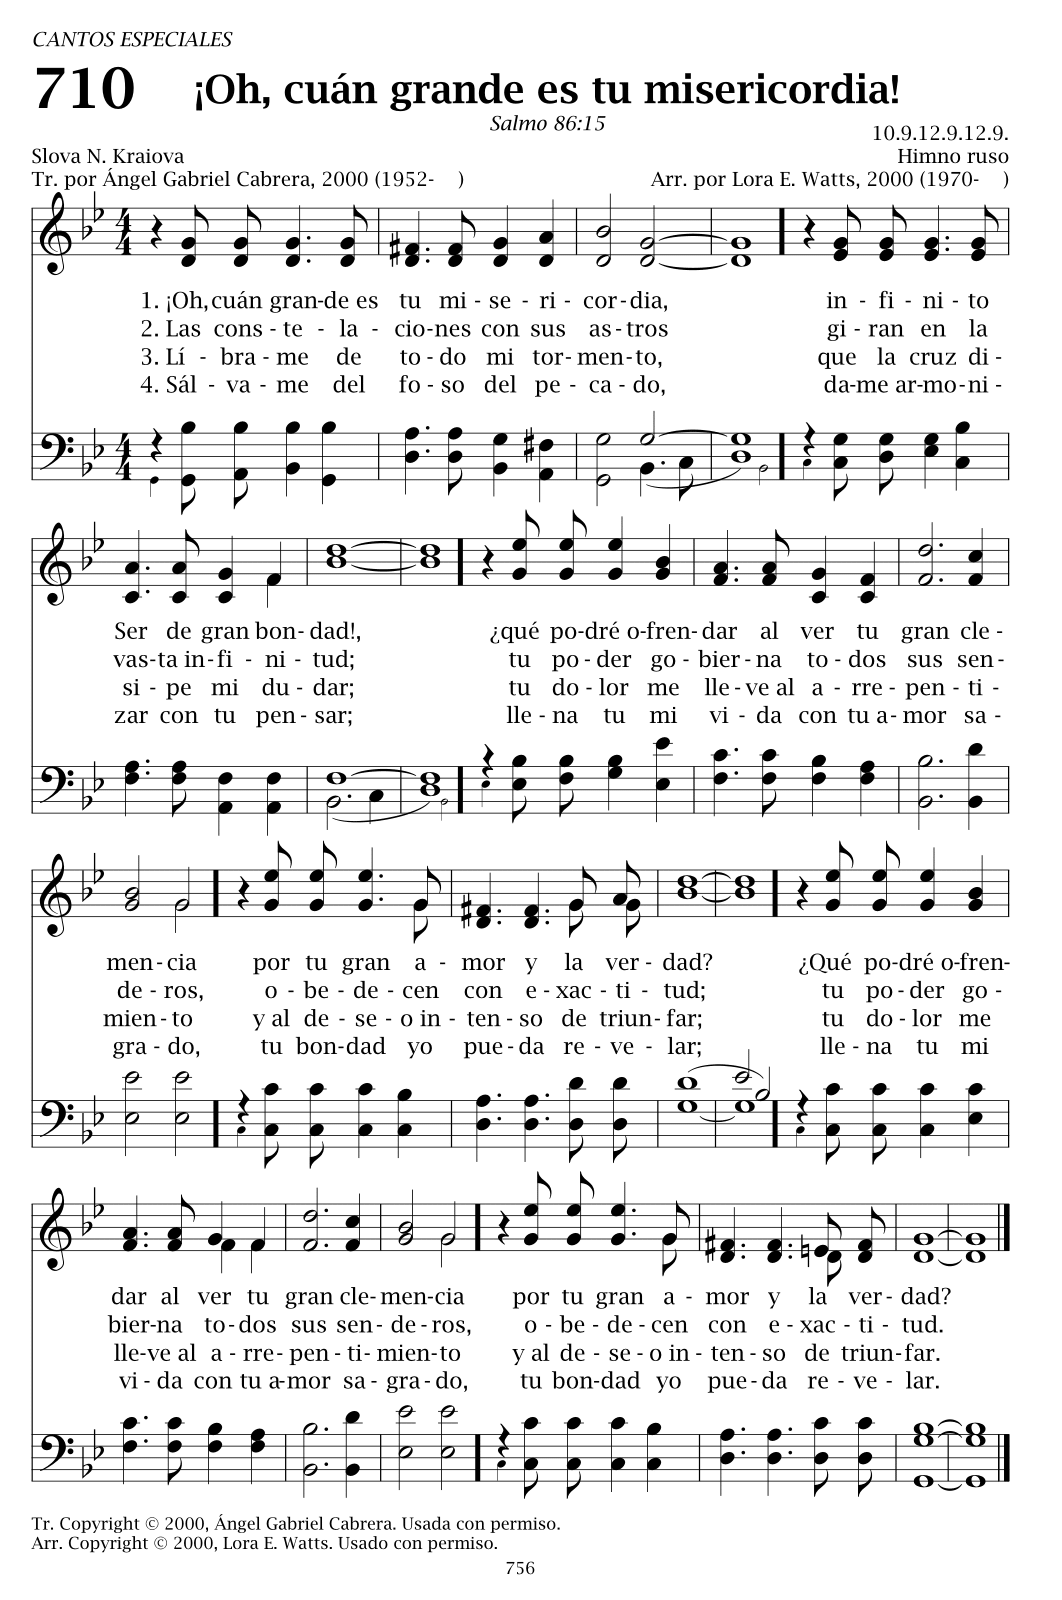 CANTOS ESPECIALES
710 ¡Oh, cuán grande es tu misericordia!
Salmo 86:15
10.9.12.9.12.9.
Slova N. Kraiova Himno ruso
Tr. por Ángel Gabriel Cabrera, 2000 (1952- ) Arr. por Lora E. Watts, 2000 (1970- )
1. ¡Oh, cuán gran-de es tu mi - se - ri - cor-dia, in - fi - ni - to
2. Las cons - te - la - cio-nes con sus as-tros gi - ran en la
3. Lí - bra - me de to - do mi tor-men-to, que la cruz di -
4. Sál - va - me del fo - so del pe - ca - do, da-me ar-mo-ni -
Ser de gran bon-dad!, ¿qué po-dré o-fren-dar al ver tu gran cle -
vas-ta in-fi - ni - tud; tu po - der go - bier - na to - dos sus sen-
si - pe mi du - dar; tu do - lor me lle - ve al a - rre - pen - ti -
zar con tu pen - sar; lle - na tu mi vi - da con tu a-mor sa -
men-cia por tu gran a - mor y la ver - dad? ¿Qué po-dré o-fren-
de - ros, o - be - de - cen con e - xac - ti - tud; tu po - der go -
mien-to y al de - se - o in - ten - so de triun-far; tu do - lor me
gra - do, tu bon-dad yo pue-da re - ve - lar; lle - na tu mi
dar al ver tu gran cle-men-cia por tu gran a - mor y la ver - dad?
bier-na to-dos sus sen - de - ros, o - be - de - cen con e - xac - ti - tud.
lle-ve al a - rre - pen - ti-mien-to y al de - se - o in - ten - so de triun-far.
vi - da con tu a-mor sa - gra-do, tu bon-dad yo pue-da re - ve - lar.
Tr. Copyright © 2000, Ángel Gabriel Cabrera. Usada con permiso.
Arr. Copyright © 2000, Lora E. Watts. Usado con permiso.
756